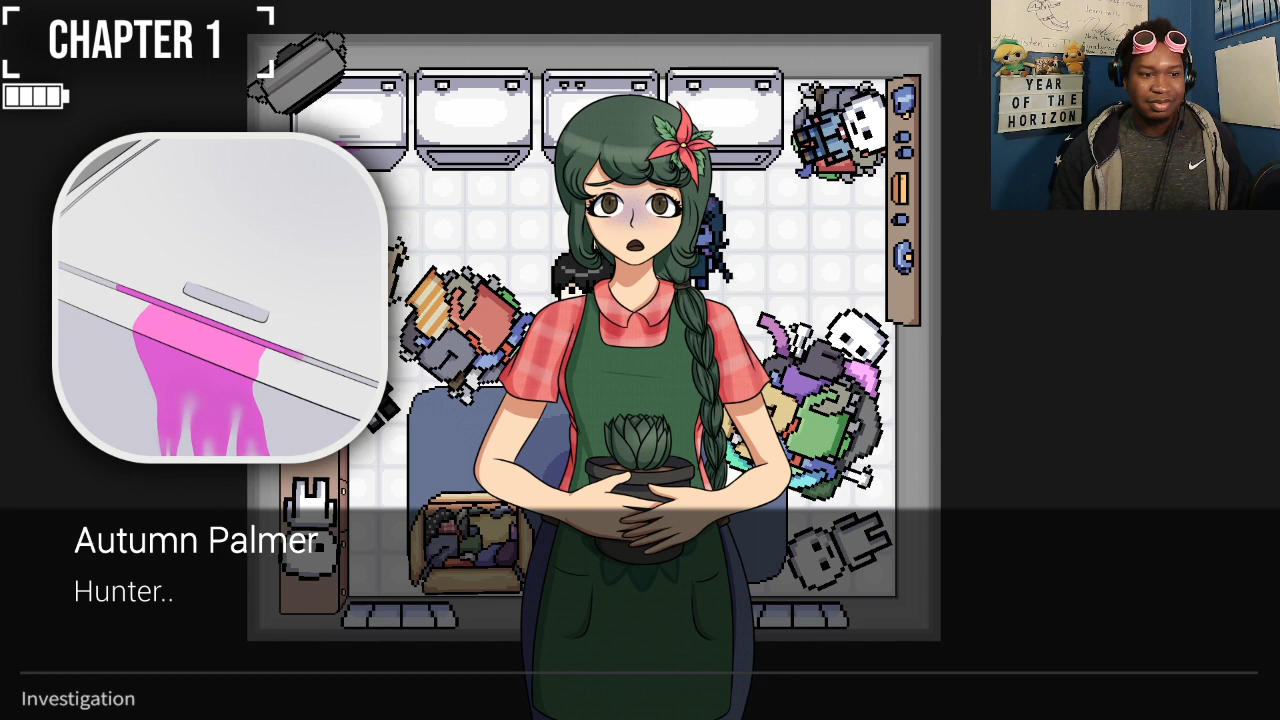 CHAPTER 1
YEAR
OF THE
HORIZON
Autumn Palmer
Hunter..
Investigation